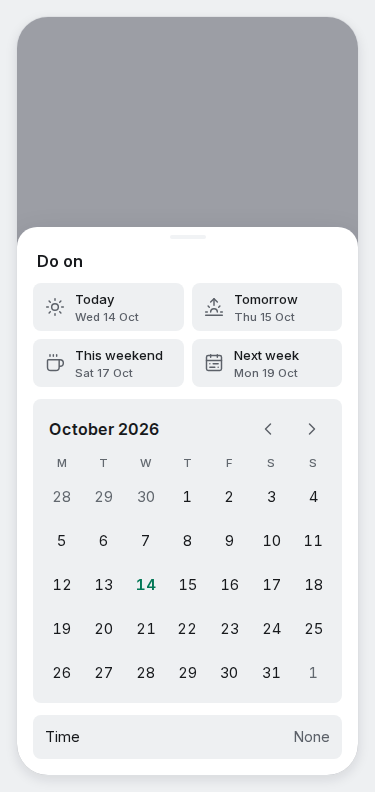 Do on
Today
Wed 14 Oct
Tomorrow
Thu 15 Oct
This weekend
Sat 17 Oct
Next week
Mon 19 Oct
October 2026
M T W T F S S
28 29 30 1 2 3 4
5 6 7 8 9 10 11
12 13 14 15 16 17 18
19 20 21 22 23 24 25
26 27 28 29 30 31 1
Time None